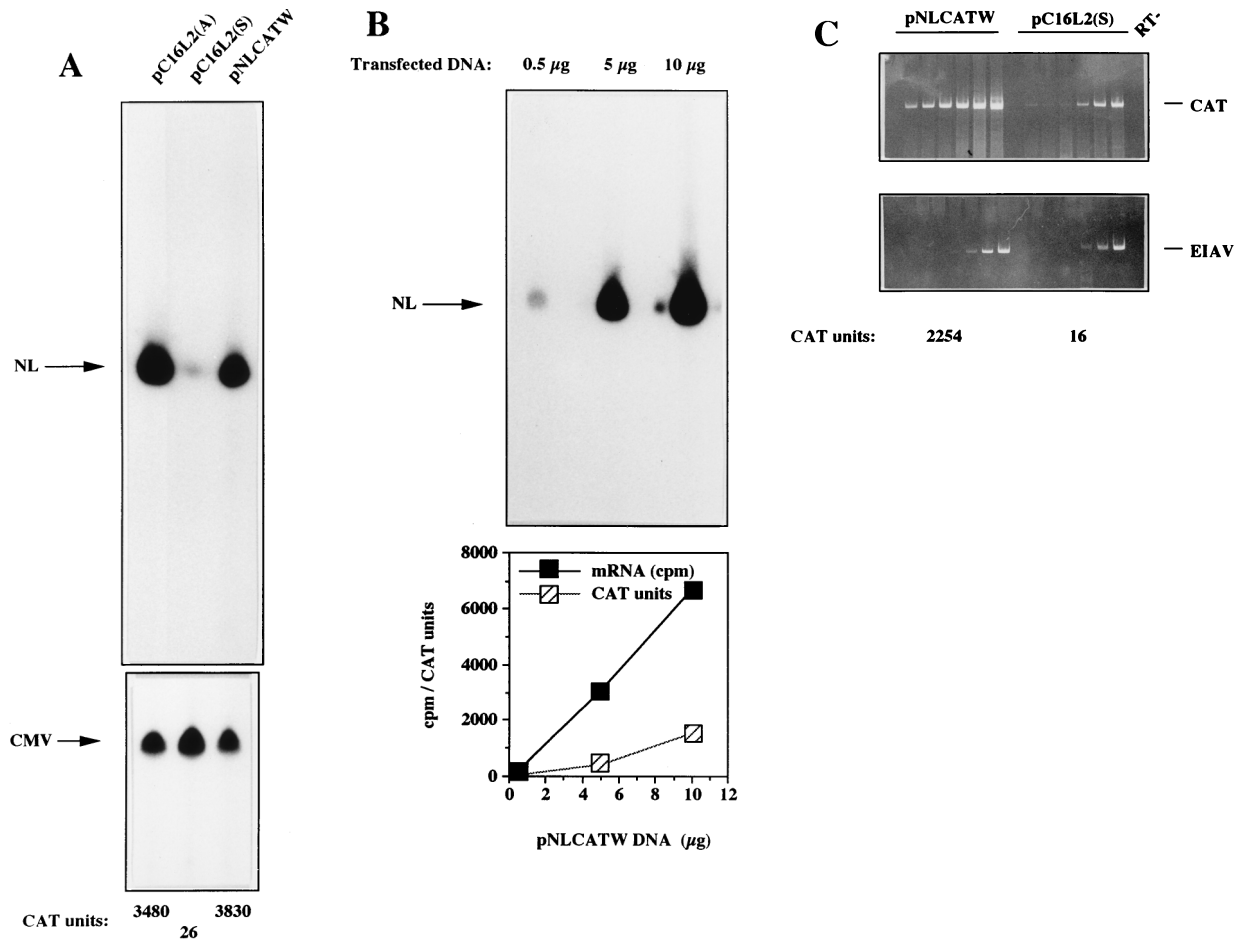 A
pC16L2(A)
pC16L2(S)
pNLCATW
NL
CMV
CAT units:
3480
26
3830
B
Transfected DNA: 0.5 µg 5 µg 10 µg
NL
8000
6000
4000
2000
0
cpm / CAT units
mRNA (cpm)
CAT units
0 2 4 6 8 10 12
pNLCATW DNA (µg)
C
pNLCATW pC16L2(S) RT-
CAT
EIAV
CAT units: 2254 16